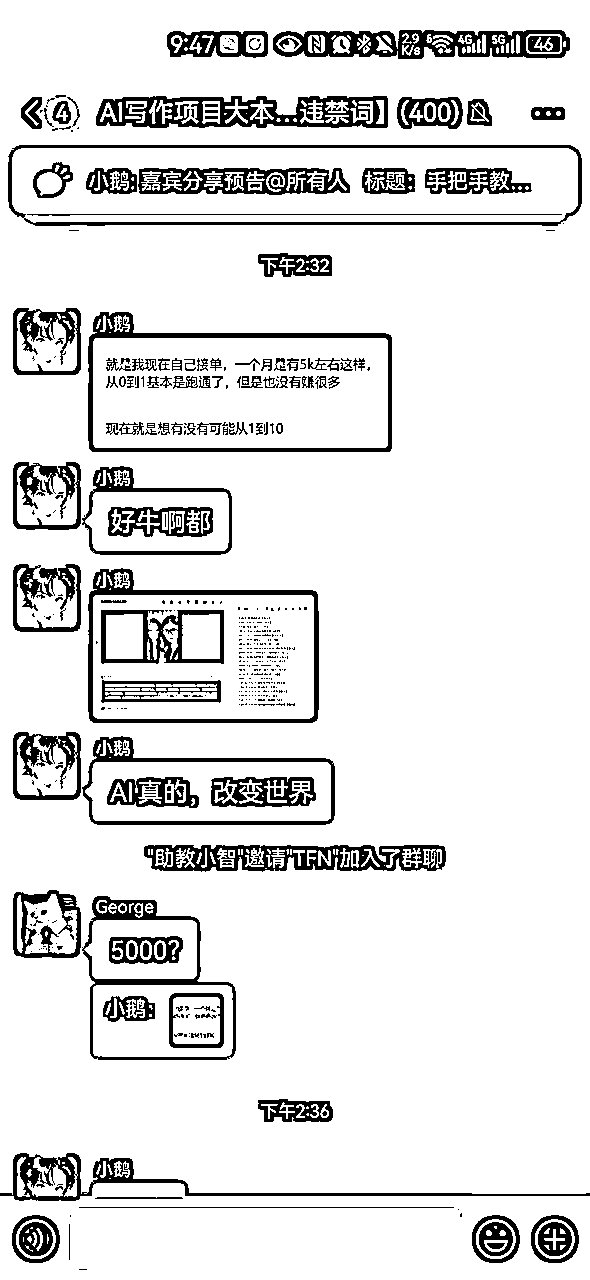 9:47
2.9
K/s
6
4G
5G
46
4
AI写作项目大本...违禁词】(400)
小鹅: 嘉宾分享预告@所有人 标题：手把手教...
下午2:32
小鹅
就是我现在自己接单，一个月是有5k左右这样，
从0到1基本是跑通了，但是也没有赚很多
现在就是想有没有可能从1到10
小鹅
好牛啊都
小鹅
小鹅
AI真的，改变世界
"助教小智"邀请"TFN"加入了群聊
George
5000？
小鹅:
下午2:36
小鹅